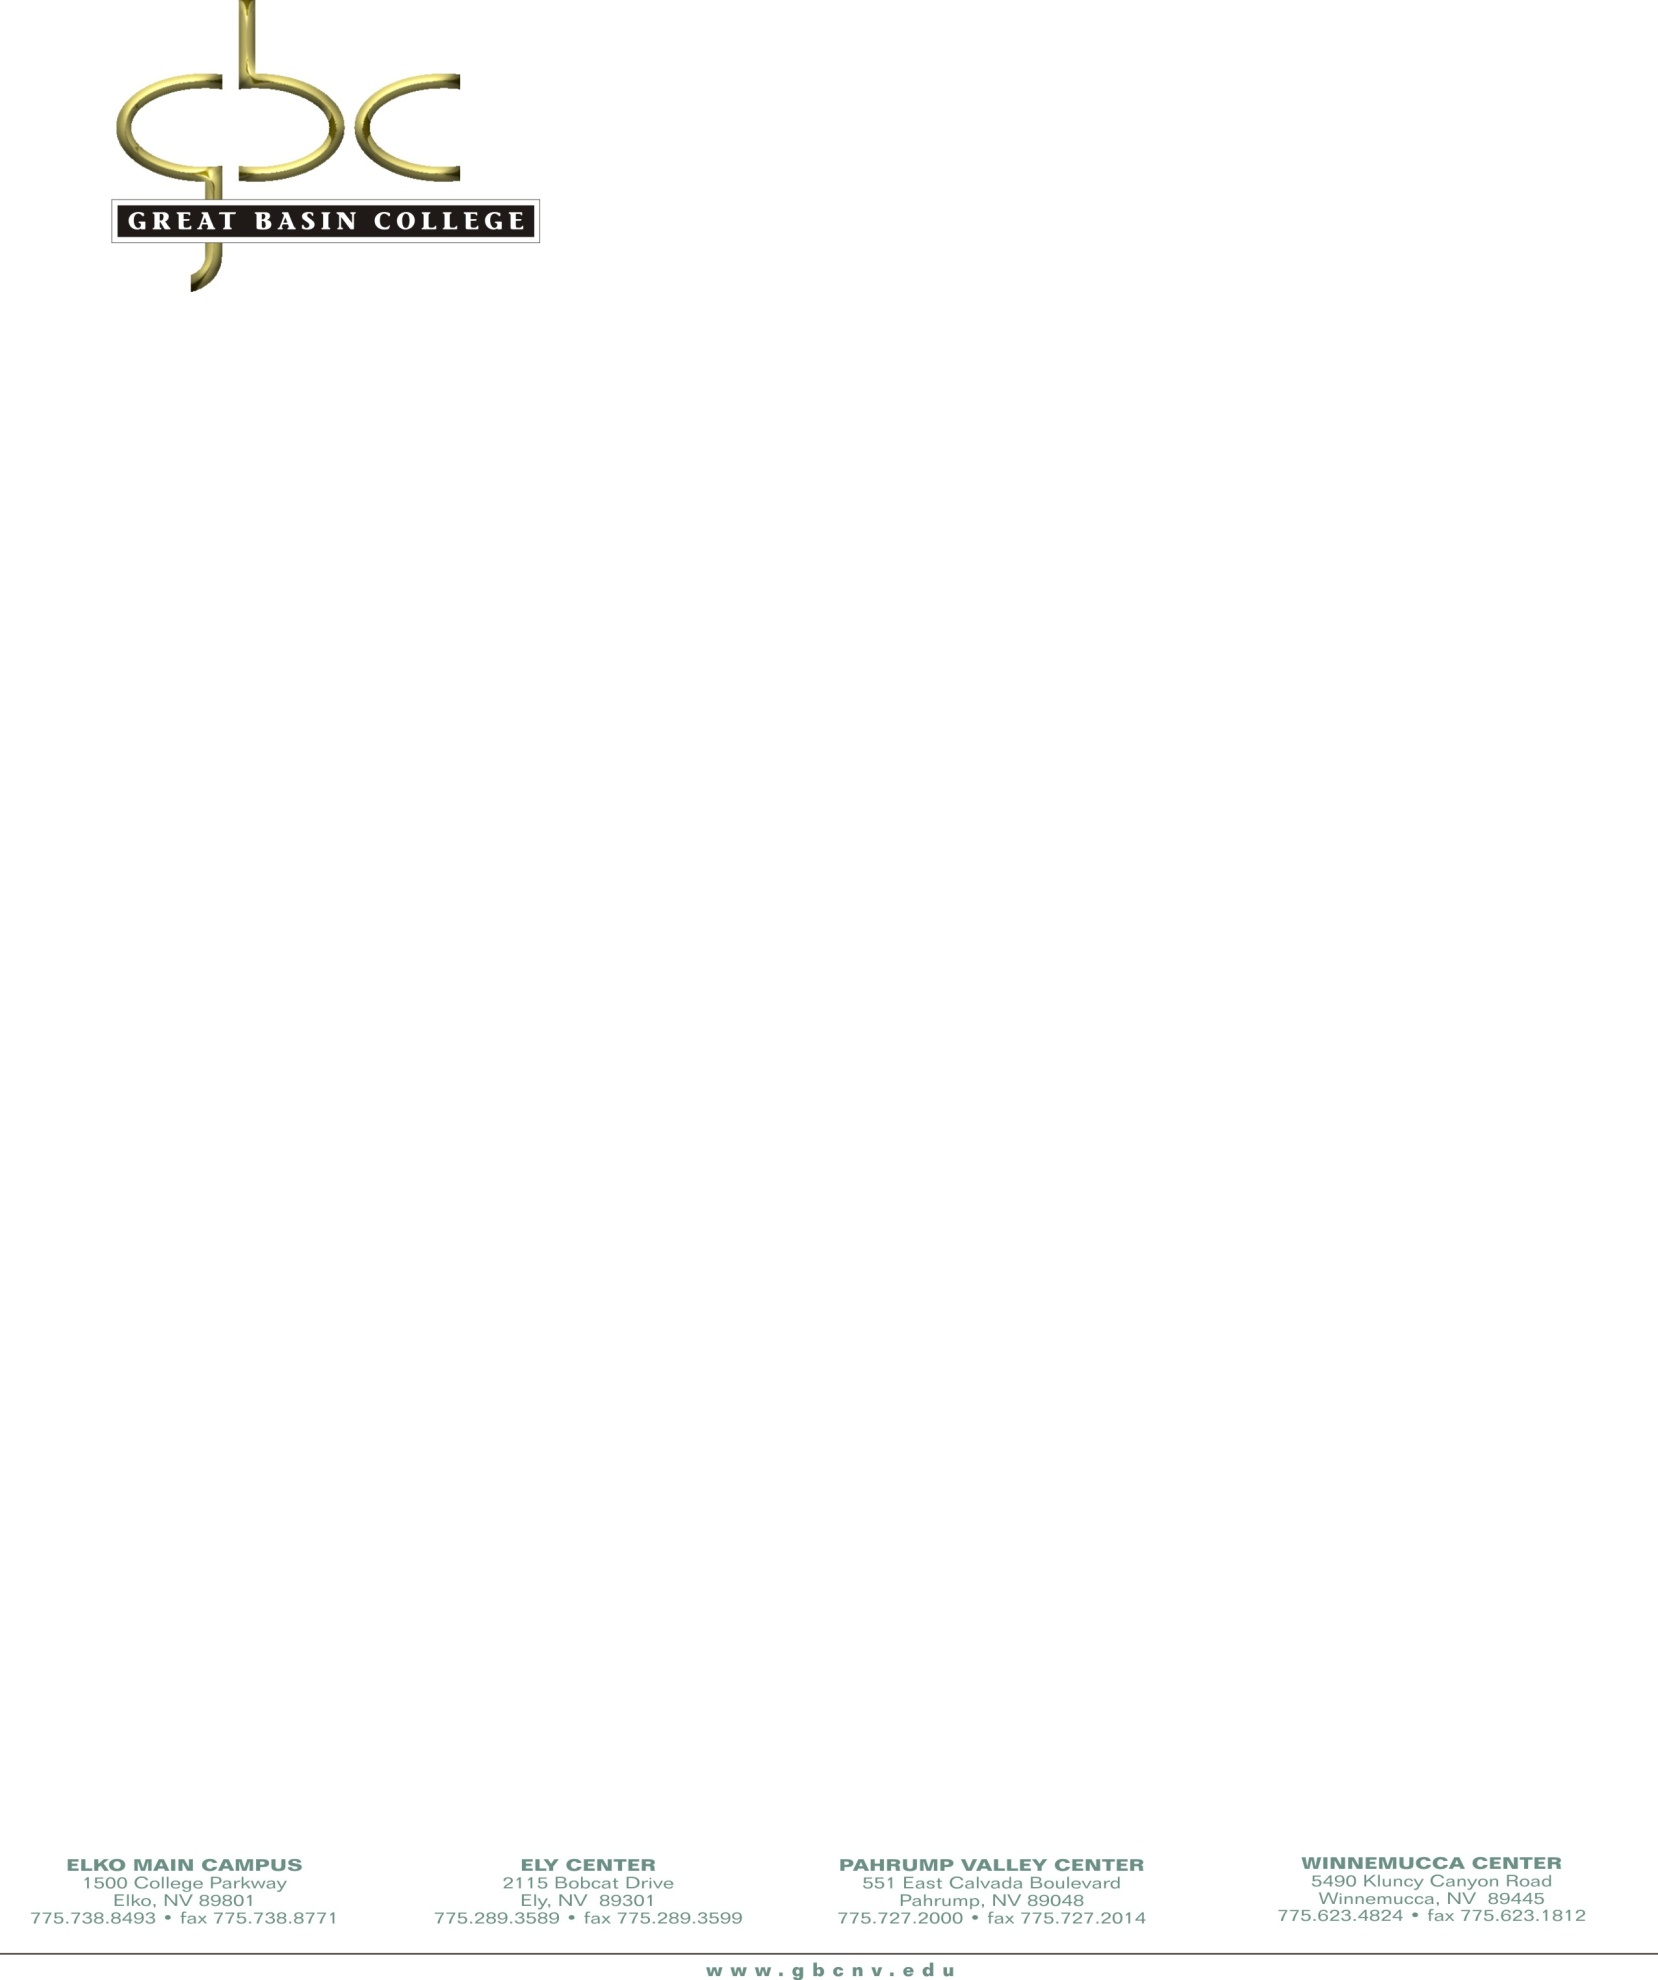 gbc
GREAT BASIN COLLEGE
ELKO MAIN CAMPUS
1500 College Parkway
Elko, NV 89801
775.738.8493 • fax 775.738.8771
ELY CENTER
2115 Bobcat Drive
Ely, NV  89301
775.289.3589 • fax 775.289.3599
PAHRUMP VALLEY CENTER
551 East Calvada Boulevard
Pahrump, NV 89048
775.727.2000 • fax 775.727.2014
WINNEMUCCA CENTER
5490 Kluncy Canyon Road
Winnemucca, NV  89445
775.623.4824 • fax 775.623.1812
www.gbcnv.edu